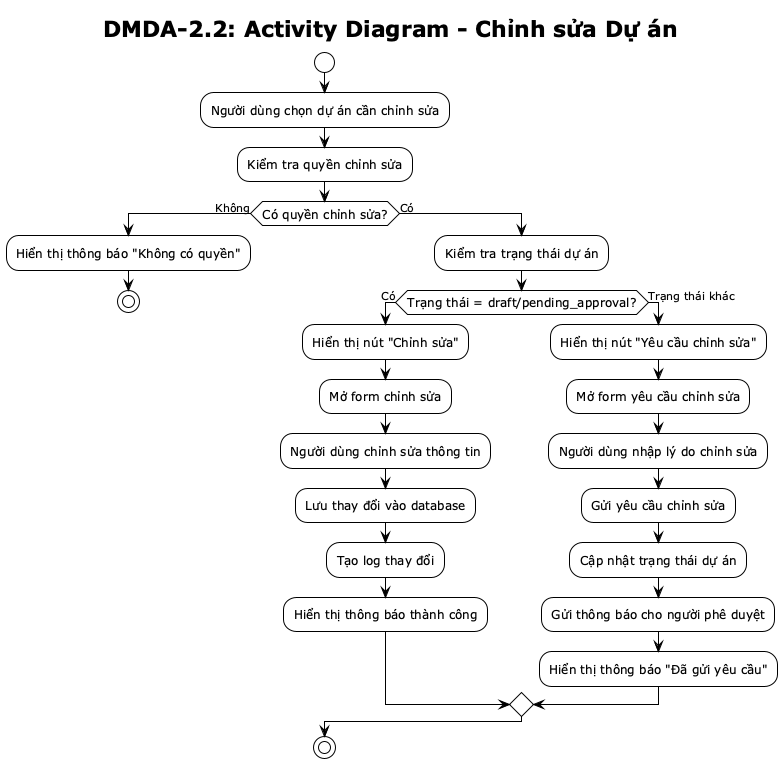 DMDA-2.2: Activity Diagram - Chỉnh sửa Dự án
Người dùng chọn dự án cần chỉnh sửa
Kiểm tra quyền chỉnh sửa
Không
Có quyền chỉnh sửa?
Có
Hiển thị thông báo "Không có quyền"
Kiểm tra trạng thái dự án
Có
Trạng thái = draft/pending_approval?
Trạng thái khác
Hiển thị nút "Chỉnh sửa"
Mở form chỉnh sửa
Người dùng chỉnh sửa thông tin
Lưu thay đổi vào database
Tạo log thay đổi
Hiển thị thông báo thành công
Hiển thị nút "Yêu cầu chỉnh sửa"
Mở form yêu cầu chỉnh sửa
Người dùng nhập lý do chỉnh sửa
Gửi yêu cầu chỉnh sửa
Cập nhật trạng thái dự án
Gửi thông báo cho người phê duyệt
Hiển thị thông báo "Đã gửi yêu cầu"